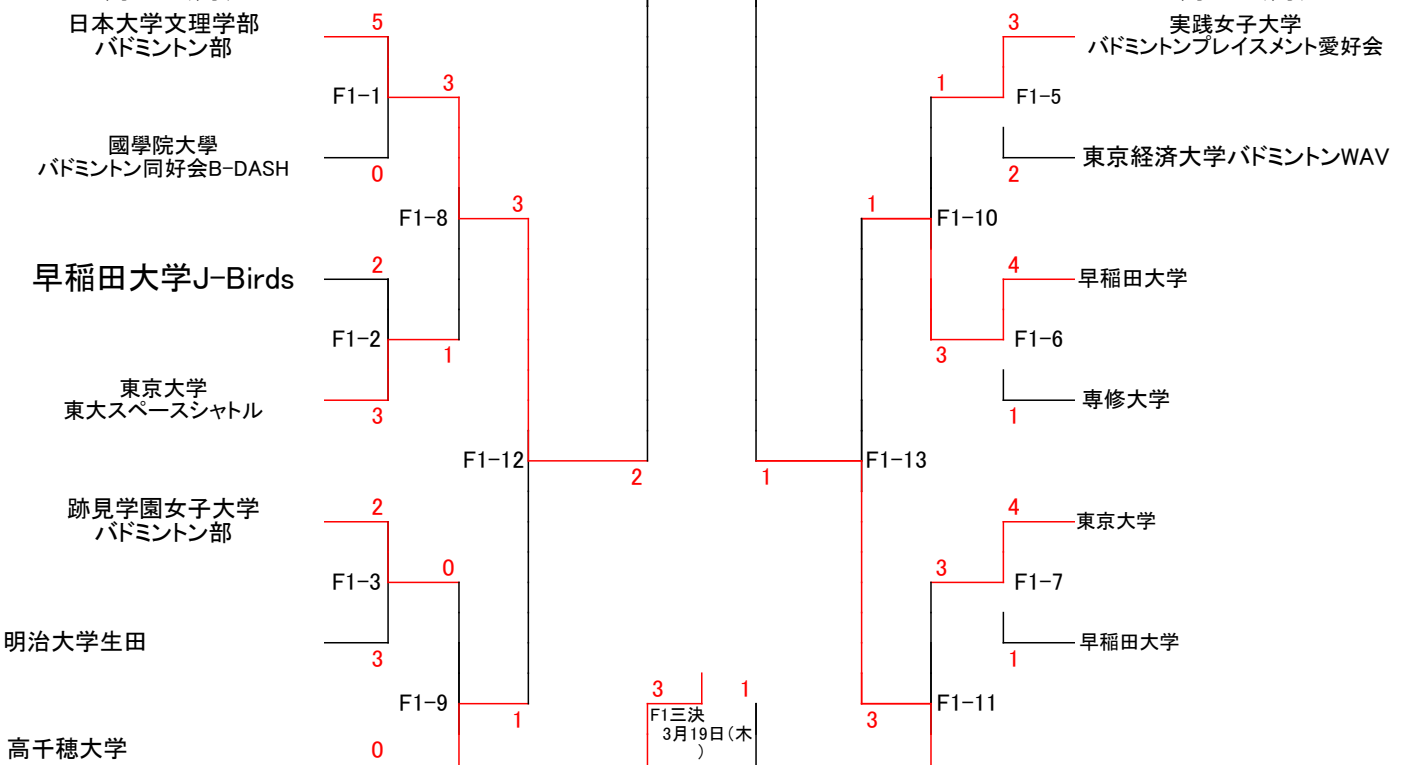 日本大学文理学部
バドミントン部
5
3
実践女子大学
バドミントンプレイスメント愛好会
F1-1
3
1
F1-5
國學院大學
バドミントン同好会B-DASH
0
東京経済大学バドミントンWAV
2
F1-8
3
1
F1-10
早稲田大学J-Birds
2
4
早稲田大学
F1-2
1
3
F1-6
東京大学
東大スペースシャトル
3
専修大学
1
F1-12
2
1
F1-13
跡見学園女子大学
バドミントン部
2
4
東京大学
F1-3
0
3
F1-7
明治大学生田
3
早稲田大学
1
F1-9
1
3
1
3
F1-11
F1三決
3月19日(木
)
高千穂大学
0